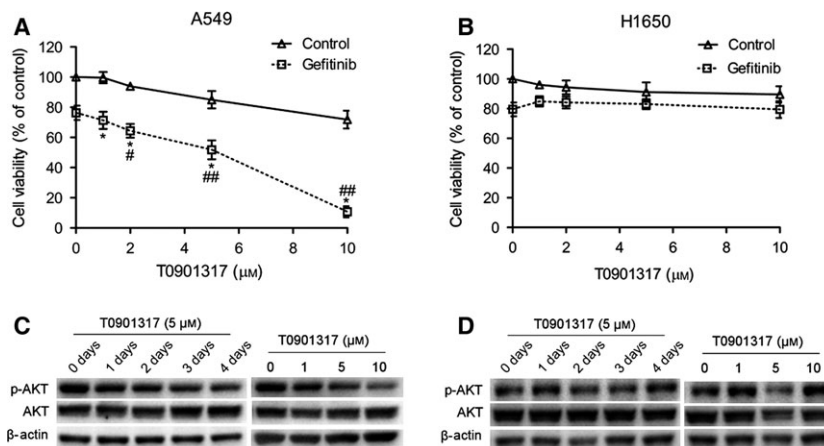 A
A549
Cell viability (% of control)
120
100
80
60
40
20
0
Control
Gefitinib
*
*
#
*
##
##
*
0 2 4 6 8 10
T0901317 (μM)
B
H1650
Cell viability (% of control)
120
100
80
60
40
20
0
Control
Gefitinib
0 2 4 6 8 10
T0901317 (μM)
C
T0901317 (5 μM)
0 days 1 days 2 days 3 days 4 days
T0901317 (μM)
0 1 5 10
p-AKT
AKT
β-actin
D
T0901317 (5 μM)
0 days 1 days 2 days 3 days 4 days
T0901317 (μM)
0 1 5 10
p-AKT
AKT
β-actin